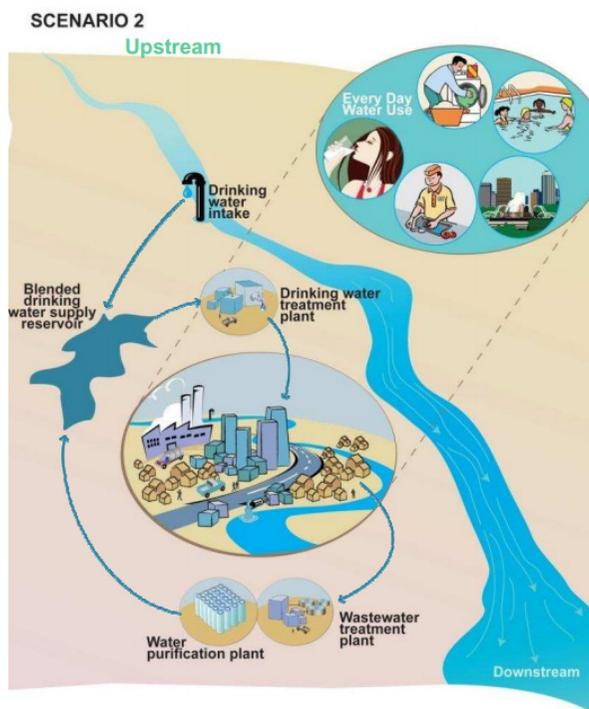 SCENARIO 2
Upstream
Every Day
Water Use
Drinking
water
intake
Blended
drinking
water supply
reservoir
Drinking water
treatment
plant
Water
purification plant
Wastewater
treatment
plant
Downstream